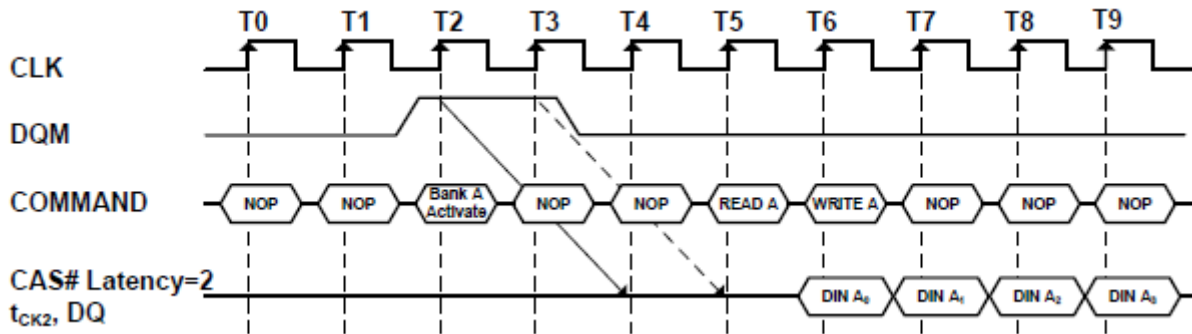 T0 T1 T2 T3 T4 T5 T6 T7 T8 T9
CLK
DQM
COMMAND NOP NOP Bank A Activate NOP NOP READ A WRITE A NOP NOP NOP
CAS# Latency=2
tCK2, DQ DIN A₀ DIN A₁ DIN A₂ DIN A₃